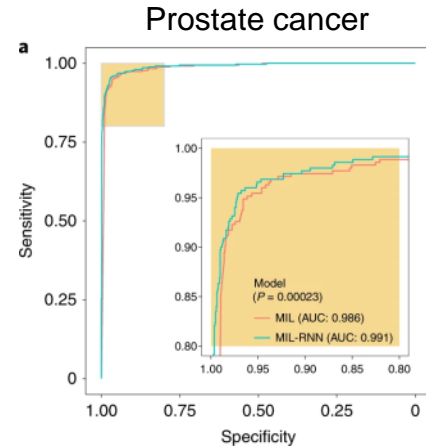 Prostate cancer
a
1.00
0.75
0.50
0.25
0
Sensitivity
1.00
0.95
0.90
0.85
0.80
Model
(P = 0.00023)
MIL (AUC: 0.986)
MIL-RNN (AUC: 0.991)
1.00 0.95 0.90 0.85 0.80
1.00 0.75 0.50 0.25 0
Specificity